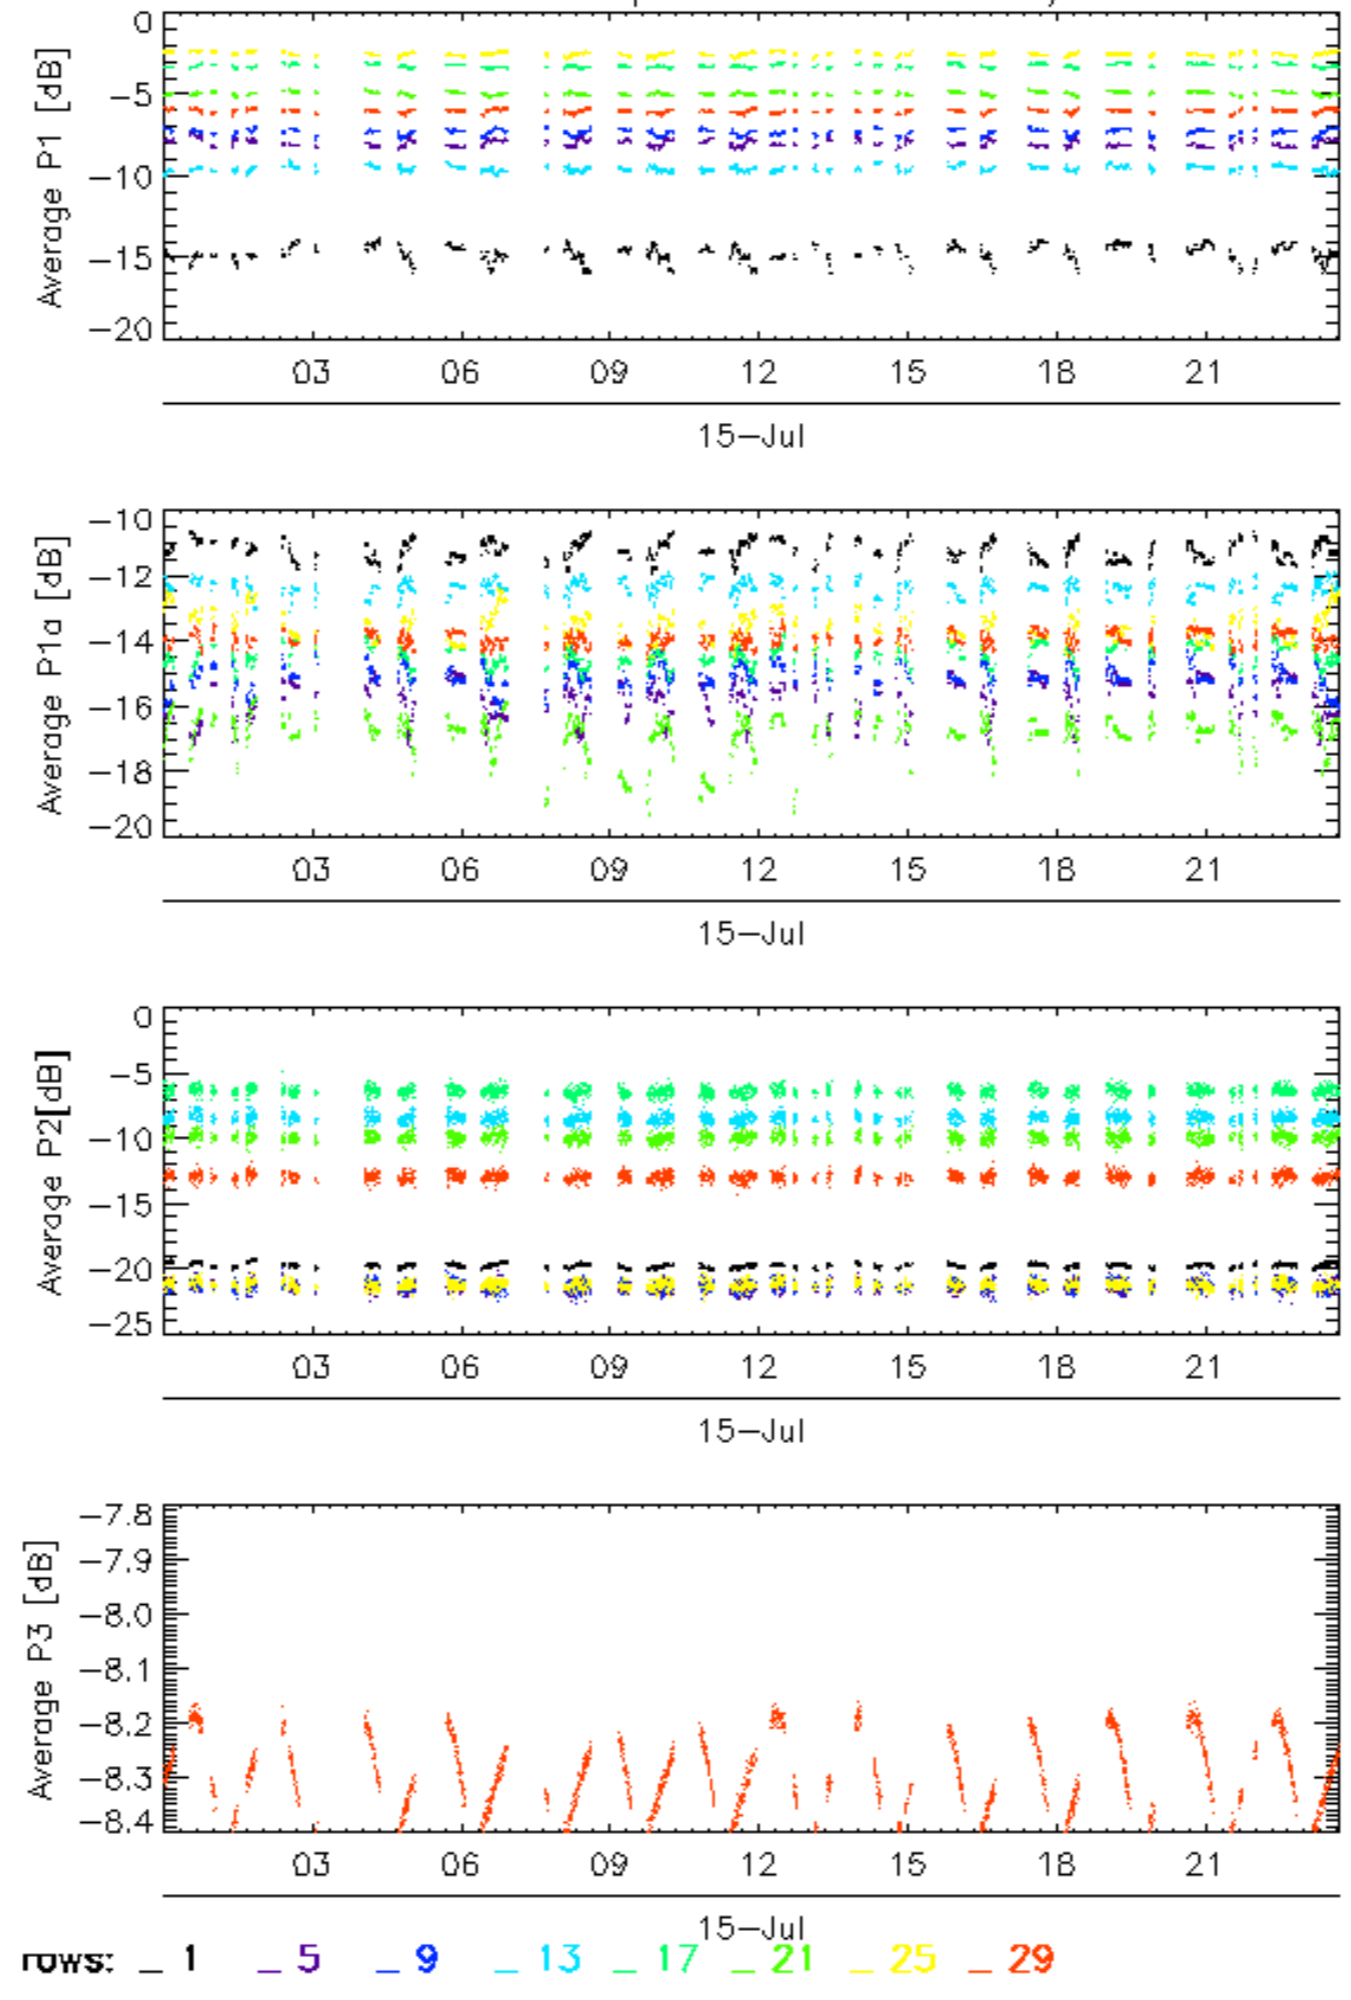 0
−5
−10
−15
−20
Average P1 [dB]
03 06 09 12 15 18 21
15−Jul
−10
−12
−14
−16
−18
−20
Average P1a [dB]
03 06 09 12 15 18 21
15−Jul
0
−5
−10
−15
−20
−25
Average P2[dB]
03 06 09 12 15 18 21
15−Jul
−7.8
−7.9
−8.0
−8.1
−8.2
−8.3
−8.4
Average P3 [dB]
03 06 09 12 15 18 21
15−Jul
rows: _ 1 _ 5 _ 9 _ 13 _ 17 _ 21 _ 25 _ 29